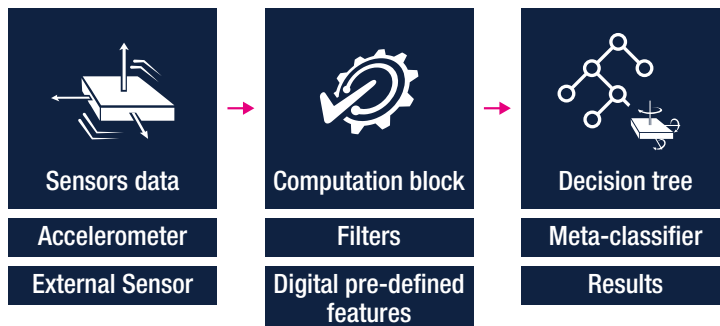 Sensors data
Accelerometer
External Sensor
Computation block
Filters
Digital pre-defined
features
Decision tree
Meta-classifier
Results